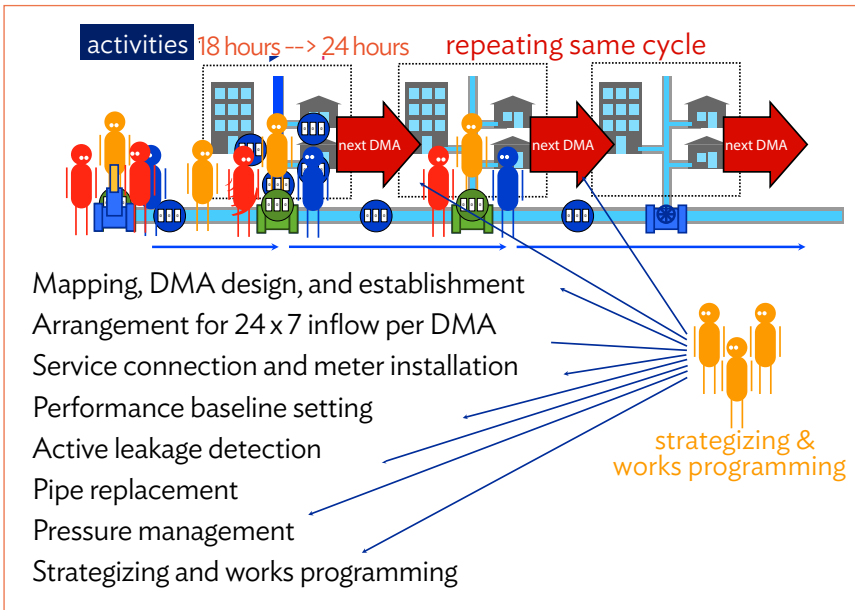 activities 18 hours --> 24 hours repeating same cycle
next DMA next DMA next DMA
Mapping, DMA design, and establishment
Arrangement for 24 x 7 inflow per DMA
Service connection and meter installation
Performance baseline setting
Active leakage detection
Pipe replacement
Pressure management
Strategizing and works programming
strategizing &
works programming